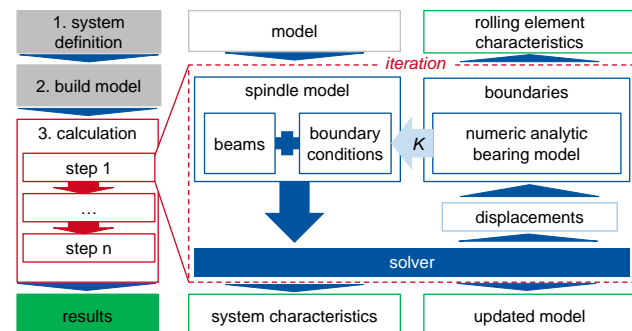 1. system
definition
2. build model
3. calculation
step 1
...
step n
results
model
rolling element
characteristics
iteration
spindle model
beams
boundary
conditions
K
boundaries
numeric analytic
bearing model
displacements
solver
system characteristics
updated model